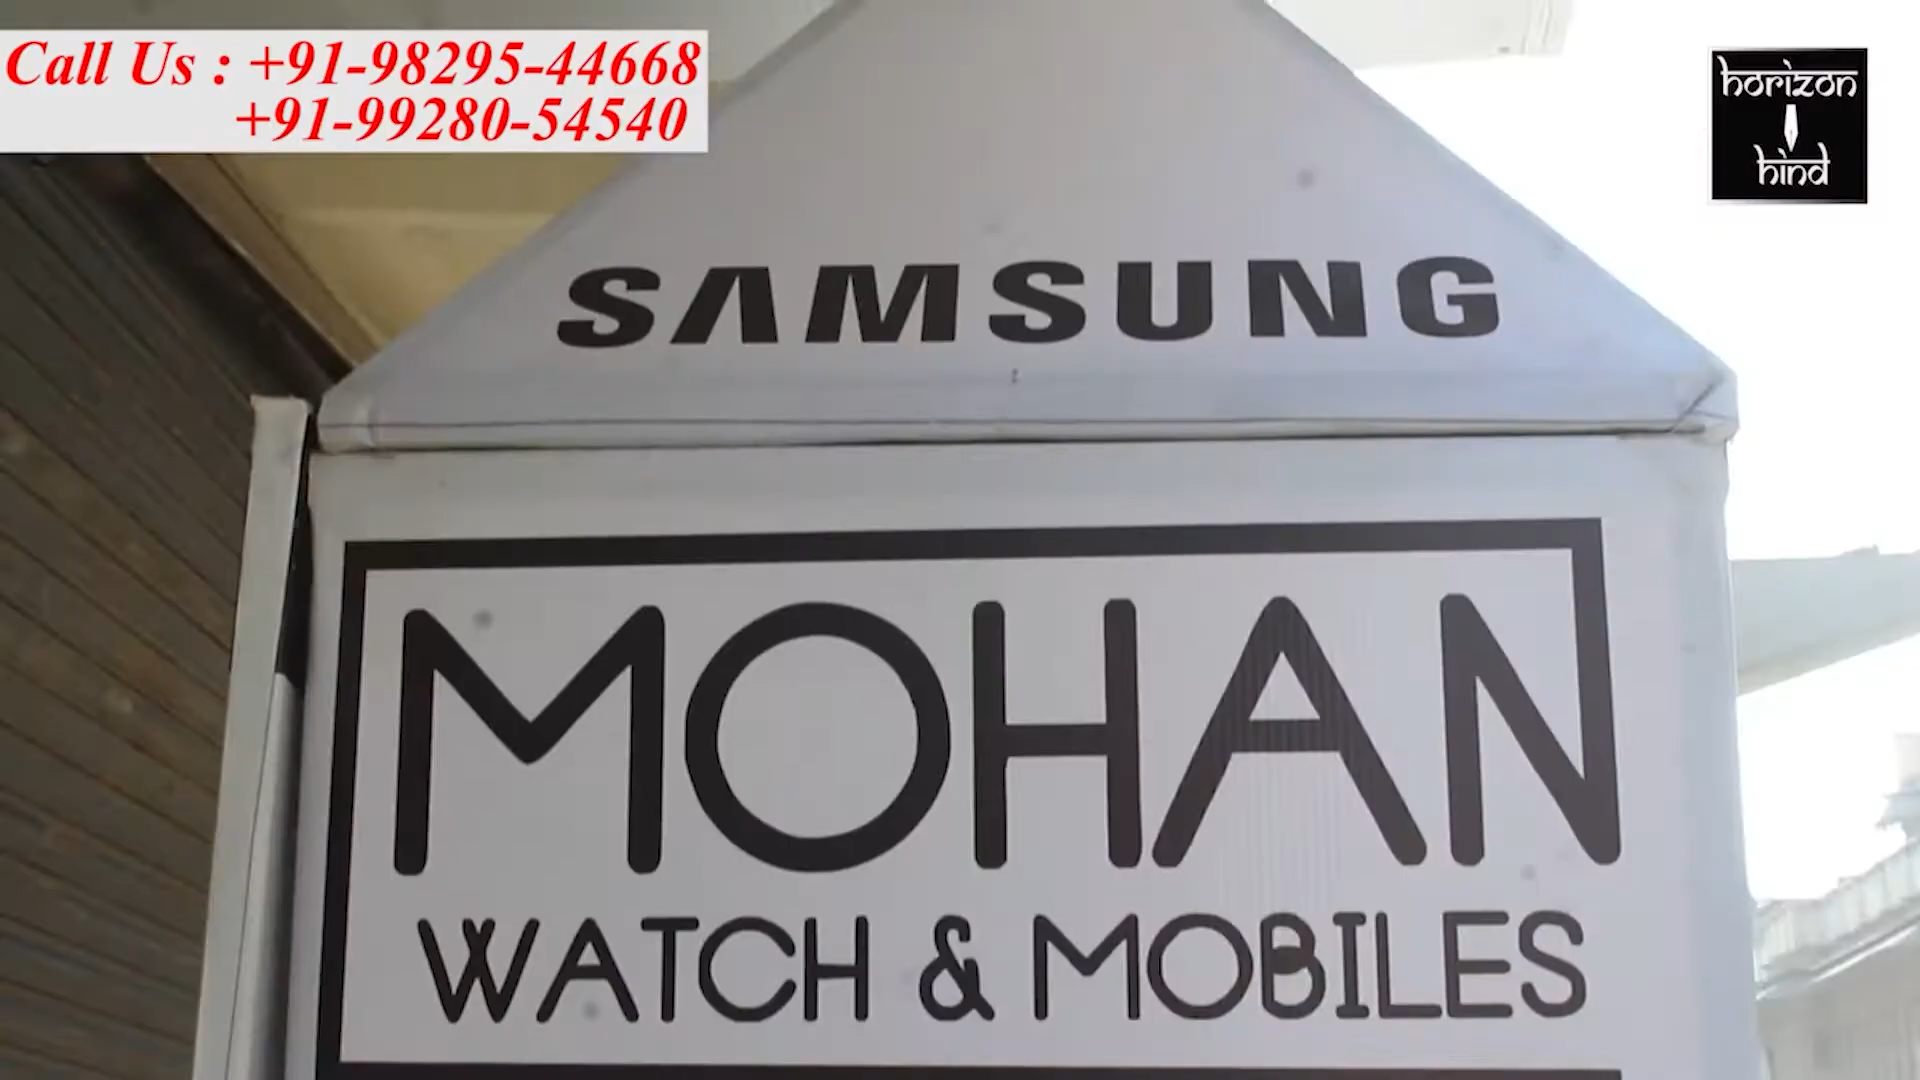 Call Us : +91-98295-44668
+91-99280-54540
horizon
hind
SAMSUNG
MOHAN
WATCH & MOBILES